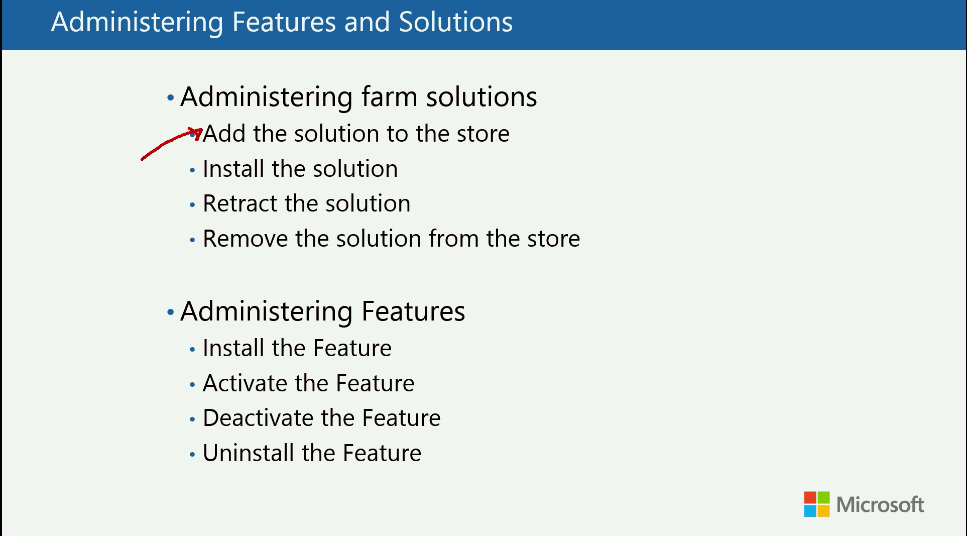 Administering Features and Solutions
• Administering farm solutions
• Add the solution to the store
• Install the solution
• Retract the solution
• Remove the solution from the store
• Administering Features
• Install the Feature
• Activate the Feature
• Deactivate the Feature
• Uninstall the Feature
Microsoft